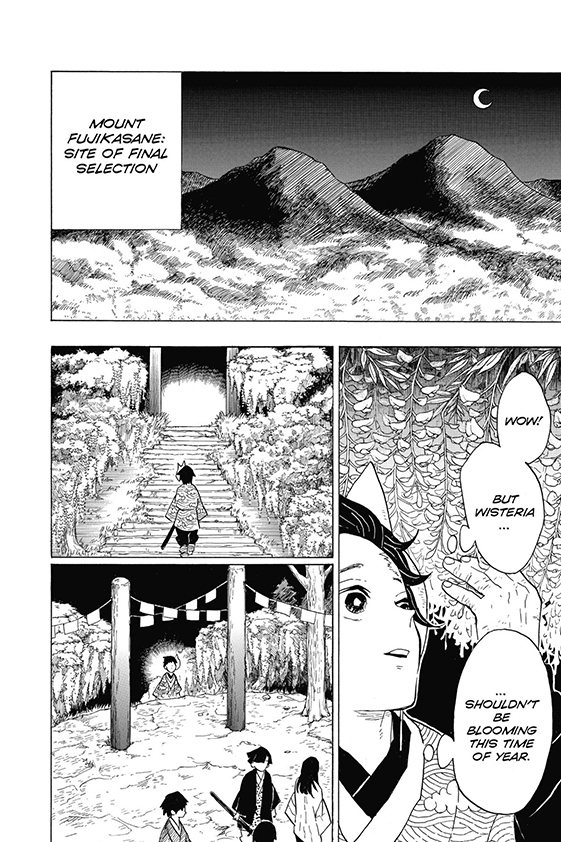 MOUNT
FUJIKASANE:
SITE OF FINAL
SELECTION
WOW!
BUT
WISTERIA
...
...
SHOULDN'T
BE
BLOOMING
THIS TIME
OF YEAR.